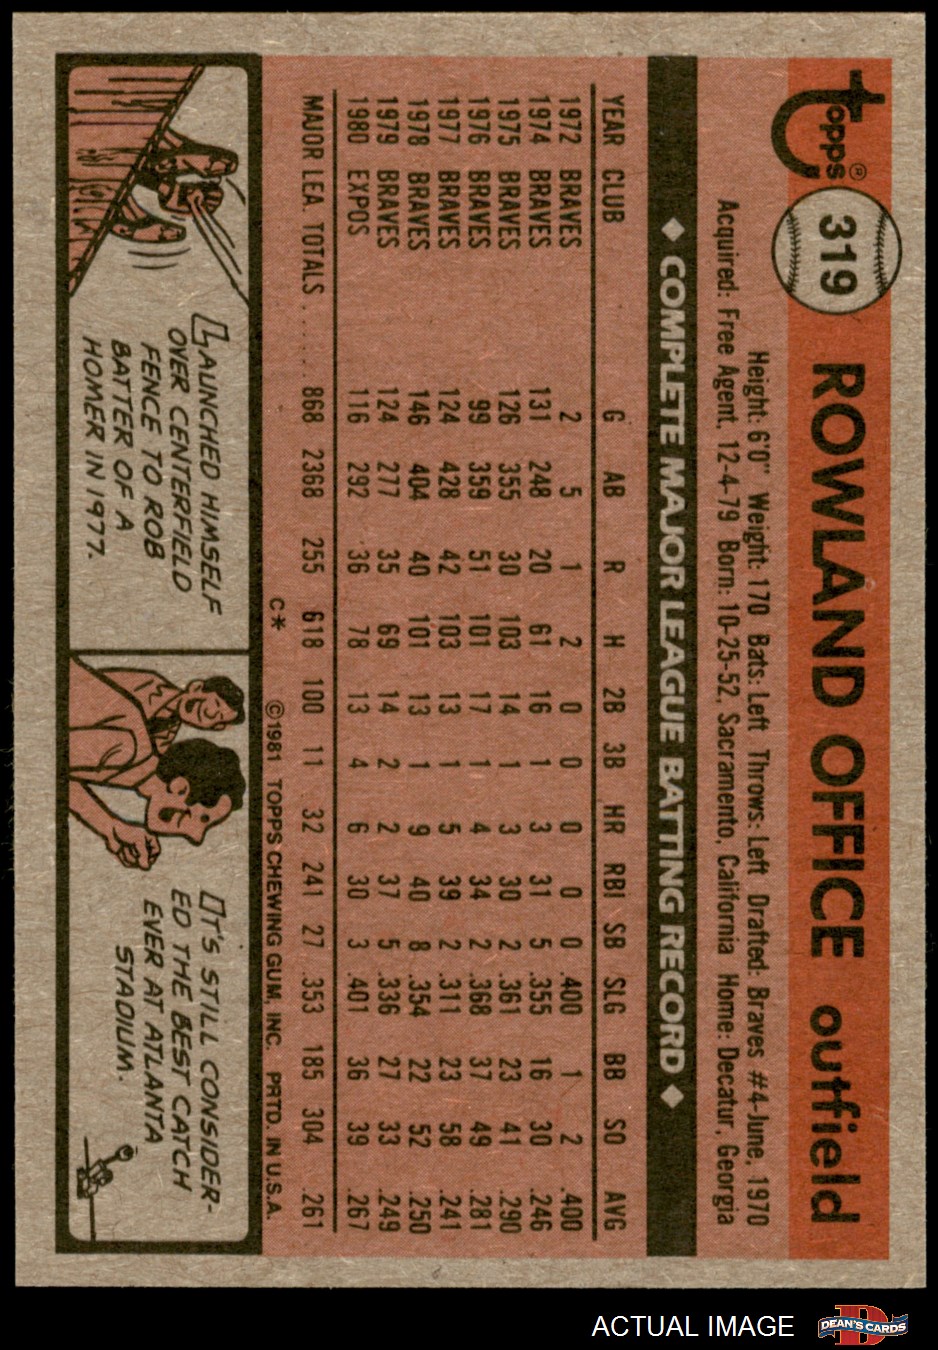 Topps®
319
ROWLAND OFFICE outfield
Height: 6'0" Weight: 170 Bats: Left Throws: Left Drafted: Braves #4-June, 1970
Acquired: Free Agent, 12-4-79 Born: 10-25-52, Sacramento, California Home: Decatur, Georgia
◆ COMPLETE MAJOR LEAGUE BATTING RECORD ◆
YEAR CLUB G AB R H 2B 3B HR RBI SB SLG BB SO AVG
1972 BRAVES 2 5 1 2 0 0 0 0 0 .400 1 2 .400
1974 BRAVES 131 248 20 61 16 1 3 31 5 .355 16 30 .246
1975 BRAVES 126 355 30 103 14 1 3 30 2 .361 23 41 .290
1976 BRAVES 99 359 51 101 17 1 4 34 2 .368 37 49 .281
1977 BRAVES 124 428 42 103 13 1 5 39 2 .311 23 58 .241
1978 BRAVES 146 404 40 101 13 1 9 40 8 .354 22 52 .250
1979 BRAVES 124 277 35 69 14 2 2 37 5 .336 27 33 .249
1980 EXPOS 116 292 36 78 13 4 6 30 3 .401 36 39 .267
MAJOR LEA. TOTALS ..... 868 2368 255 618 100 11 32 241 27 .353 185 304 .261
C* ©1981 TOPPS CHEWING GUM, INC. PRTD. IN U.S.A.
LAUNCHED HIMSELF
OVER CENTERFIELD
FENCE TO ROB
BATTER OF A
HOMER IN 1977.
IT'S STILL CONSIDER-
ED THE BEST CATCH
EVER AT ATLANTA
STADIUM.
ACTUAL IMAGE
DEAN'S CARDS